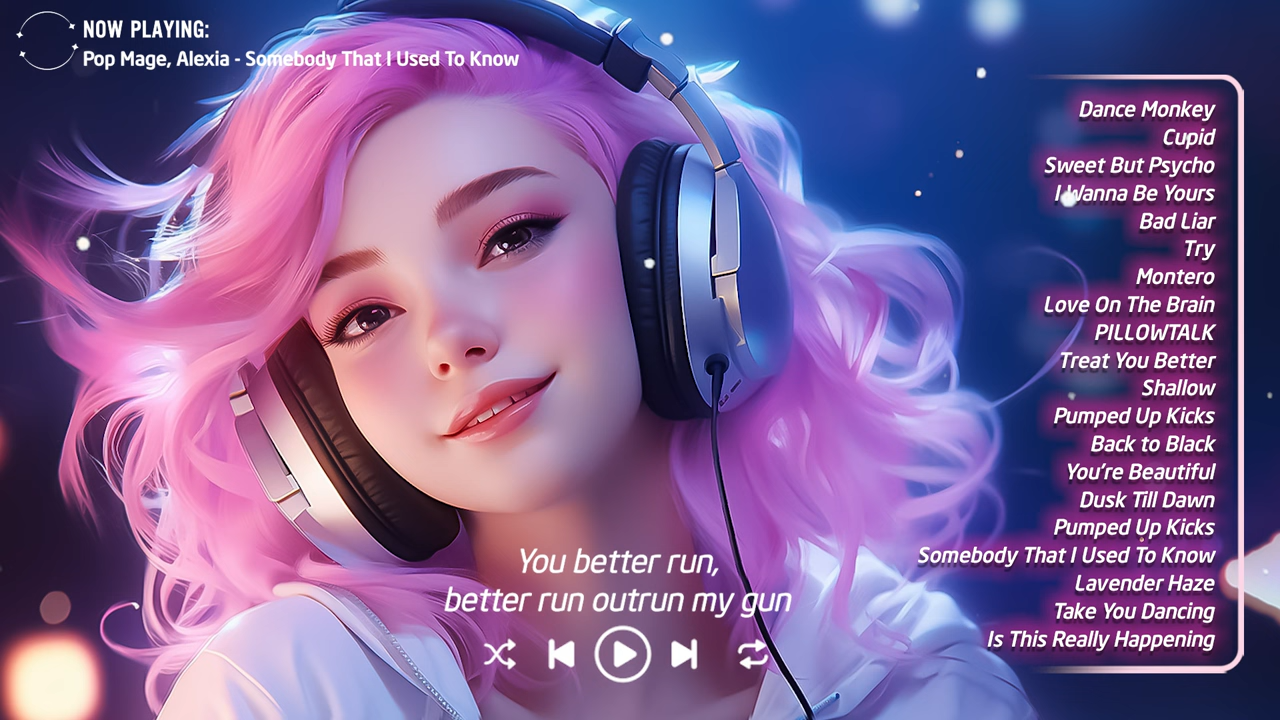 NOW PLAYING:
Pop Mage, Alexia - Somebody That I Used To Know
Dance Monkey
Cupid
Sweet But Psycho
I Wanna Be Yours
Bad Liar
Try
Montero
Love On The Brain
PILLOWTALK
Treat You Better
Shallow
Pumped Up Kicks
Back to Black
You're Beautiful
Dusk Till Dawn
Pumped Up Kicks
Somebody That I Used To Know
Lavender Haze
Take You Dancing
Is This Really Happening
You better run,
better run outrun my gun